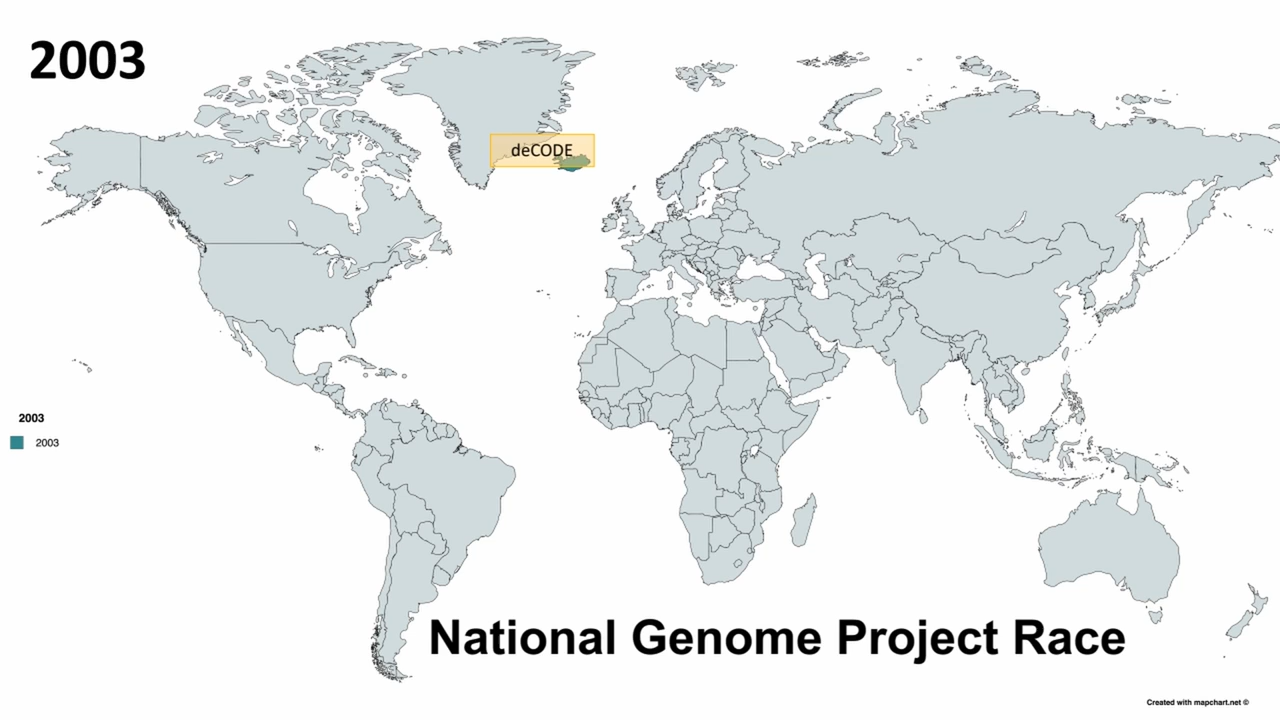 2003
deCODE
2003
2003
National Genome Project Race
Created with mapchart.net ©